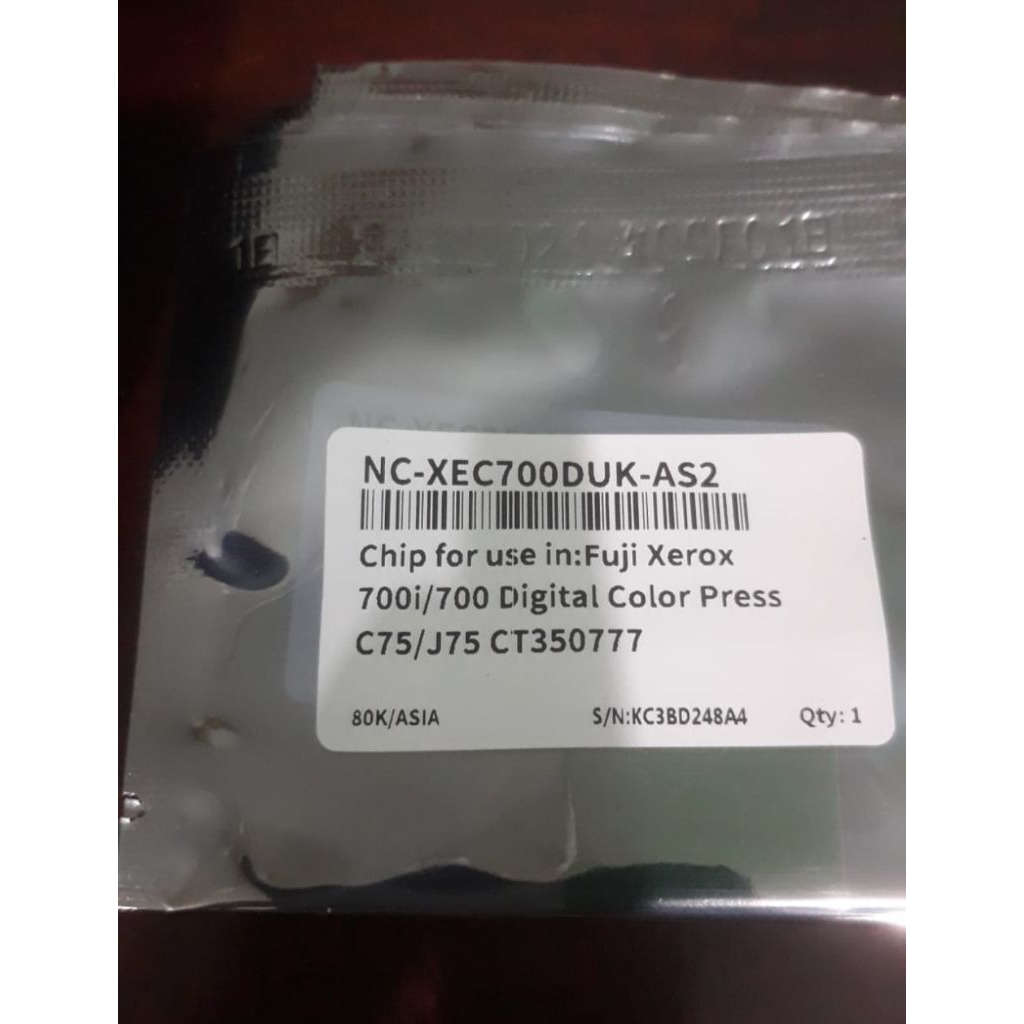 NC-XEC700DUK-AS2
Chip for use in:Fuji Xerox
700i/700 Digital Color Press
C75/J75 CT350777
80K/ASIA S/N:KC3BD248A4 Qty: 1